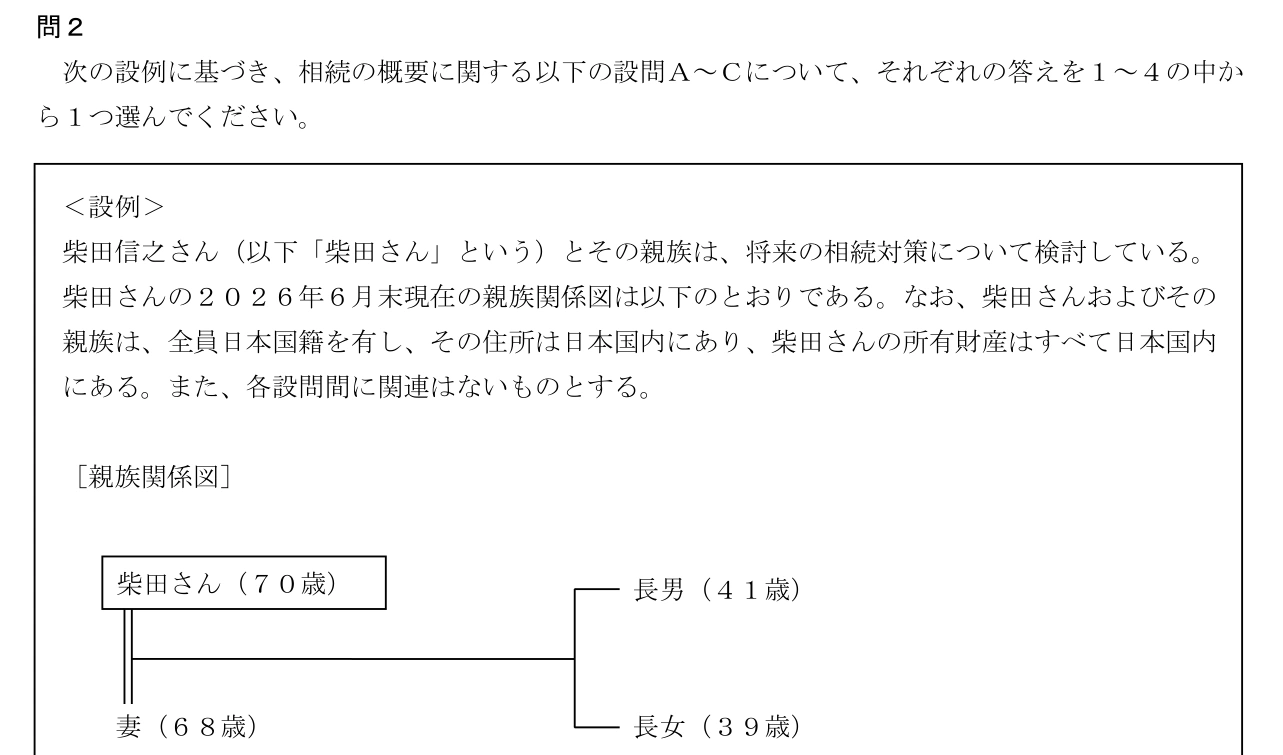 問２
次の設例に基づき、相続の概要に関する以下の設問Ａ～Ｃについて、それぞれの答えを１～４の中か
ら１つ選んでください。
＜設例＞
柴田信之さん（以下「柴田さん」という）とその親族は、将来の相続対策について検討している。
柴田さんの２０２６年６月末現在の親族関係図は以下のとおりである。なお、柴田さんおよびその
親族は、全員日本国籍を有し、その住所は日本国内にあり、柴田さんの所有財産はすべて日本国内
にある。また、各設問間に関連はないものとする。
［親族関係図］
柴田さん（７０歳）
長男（４１歳）
妻（６８歳）
長女（３９歳）